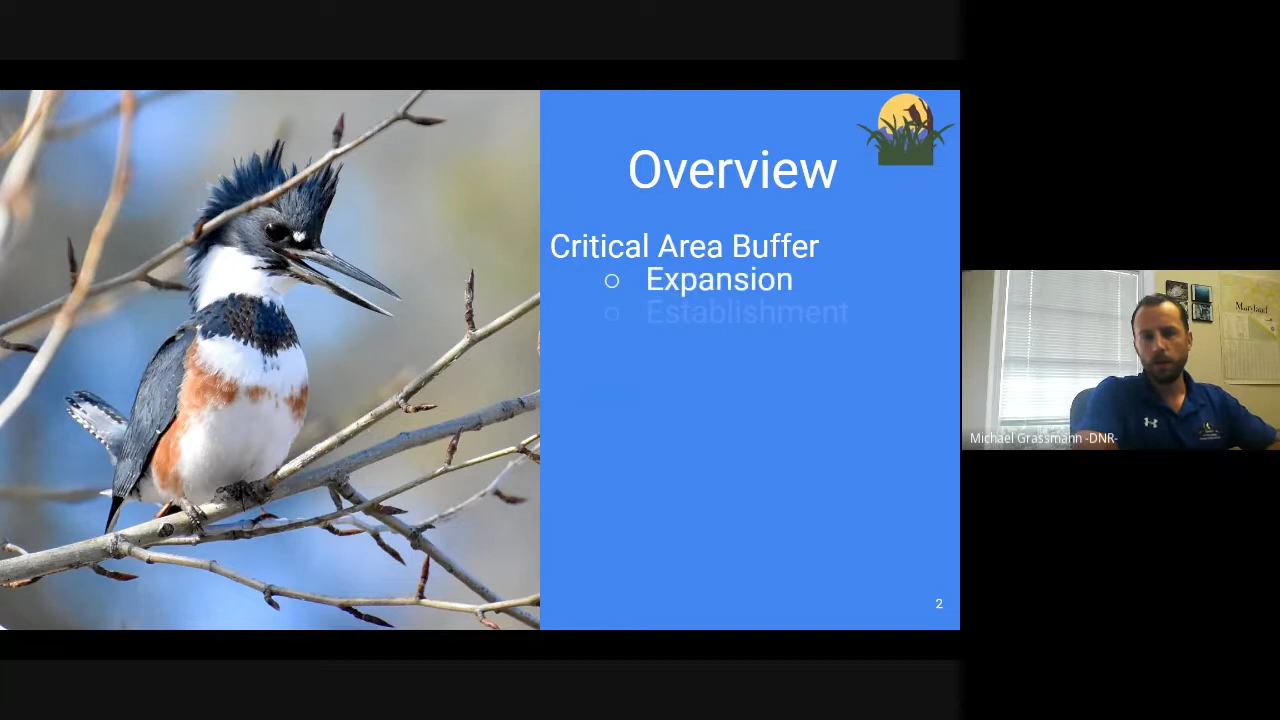 Overview
Critical Area Buffer
○ Expansion
○ Establishment
2
Maryland
Michael Grassmann -DNR-